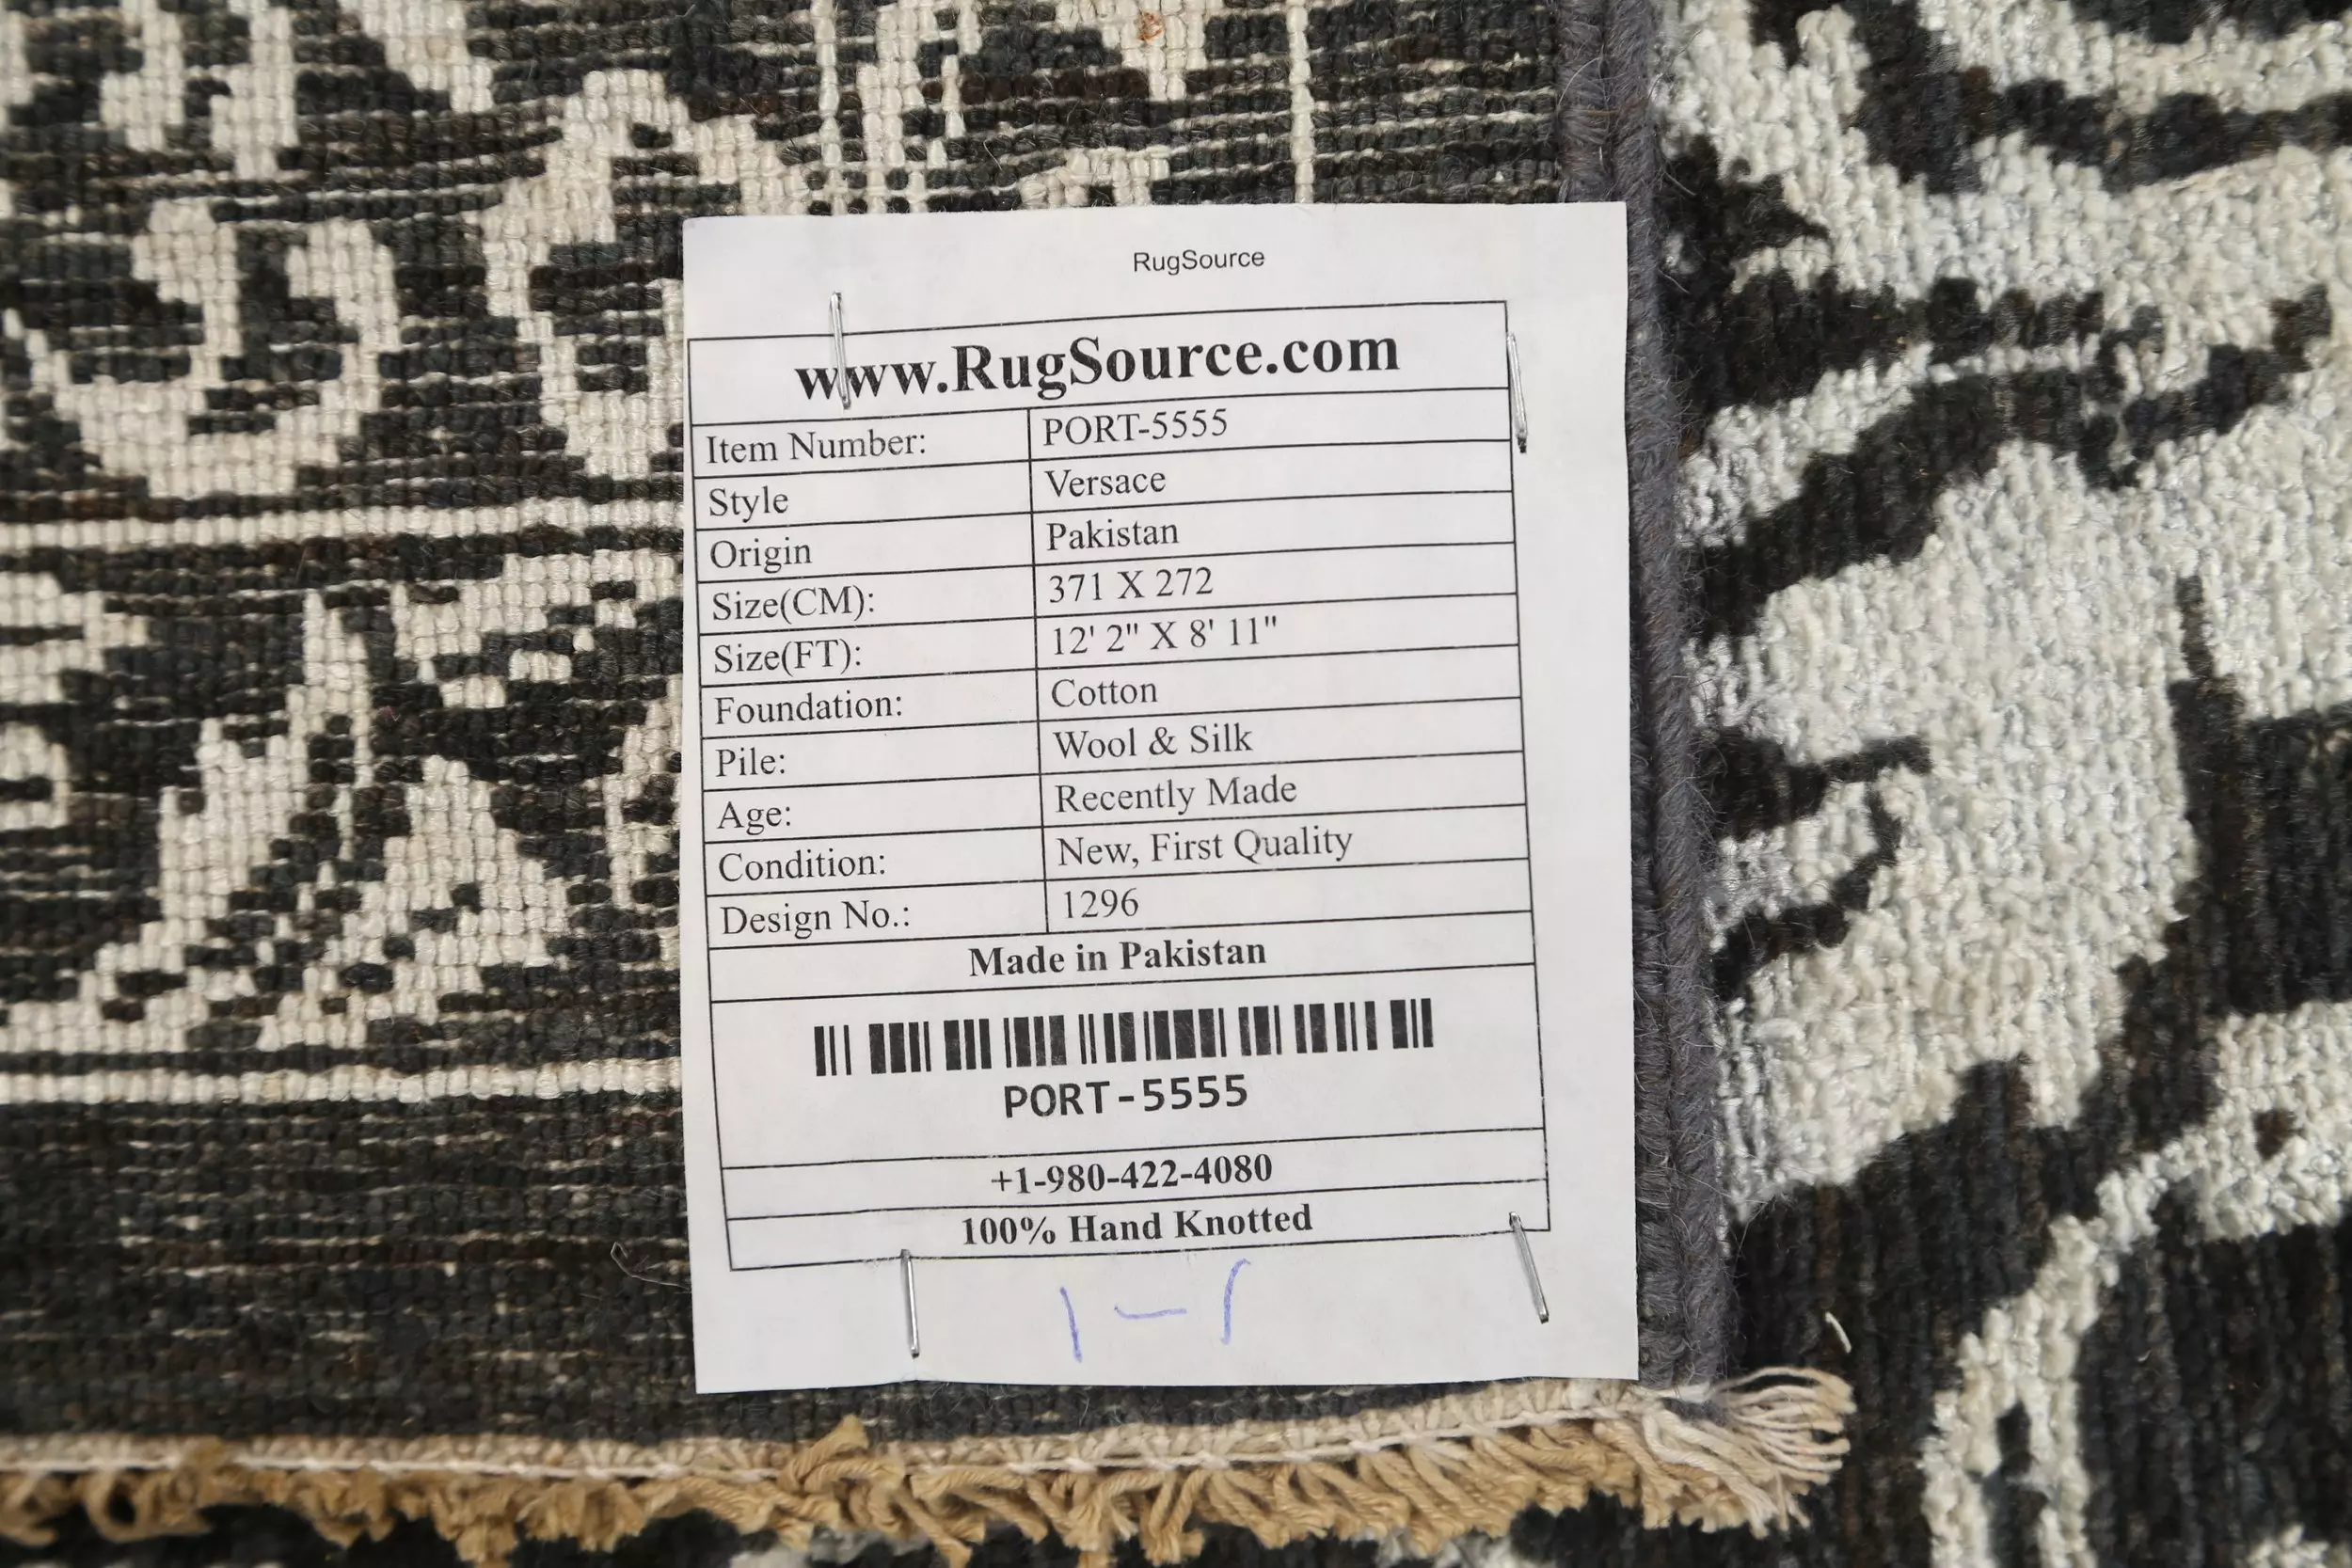 RugSource
www.RugSource.com
Item Number: PORT-5555
Style Versace
Origin Pakistan
Size(CM): 371 X 272
Size(FT): 12' 2" X 8' 11"
Foundation: Cotton
Pile: Wool & Silk
Age: Recently Made
Condition: New, First Quality
Design No.: 1296
Made in Pakistan
PORT-5555
+1-980-422-4080
100% Hand Knotted